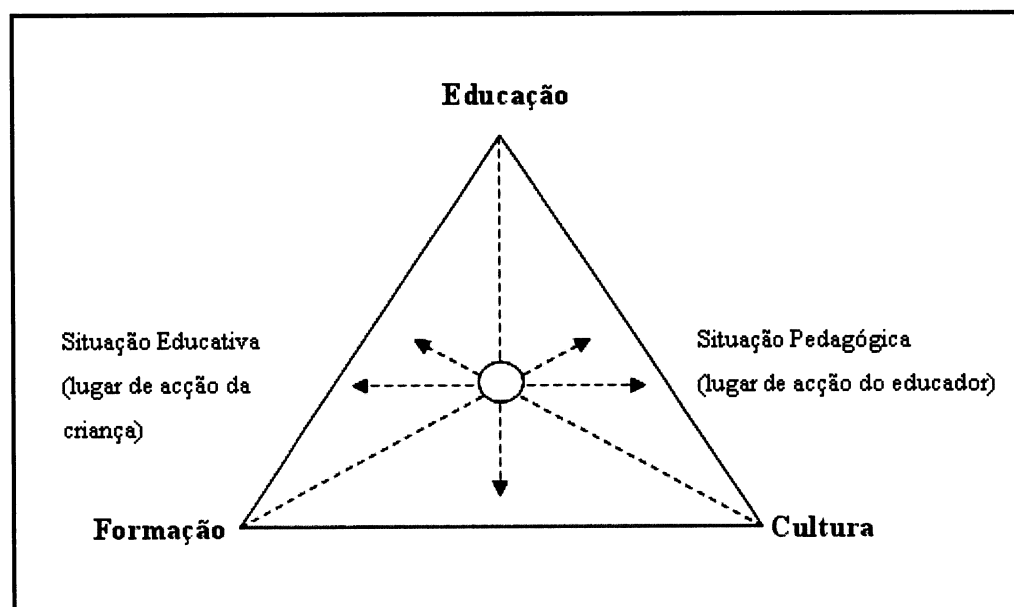 Educação
Situação Educativa
(lugar de acção da
criança)
Situação Pedagógica
(lugar de acção do educador)
Formação
Cultura